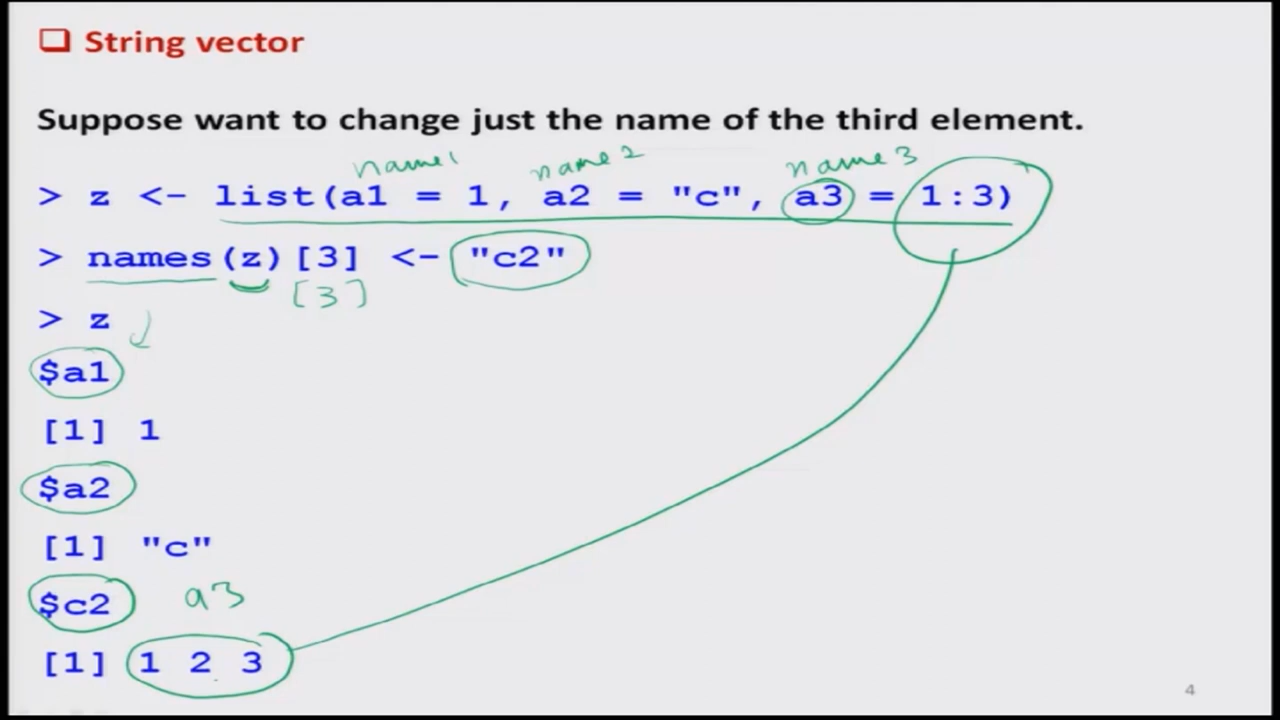 String vector
Suppose want to change just the name of the third element.
name1 name2 name3
> z <- list(a1 = 1, a2 = "c", a3 = 1:3)
> names(z)[3] <- "c2"
[3]
> z
$a1
[1] 1
$a2
[1] "c"
$c2 a3
[1] 1 2 3
4